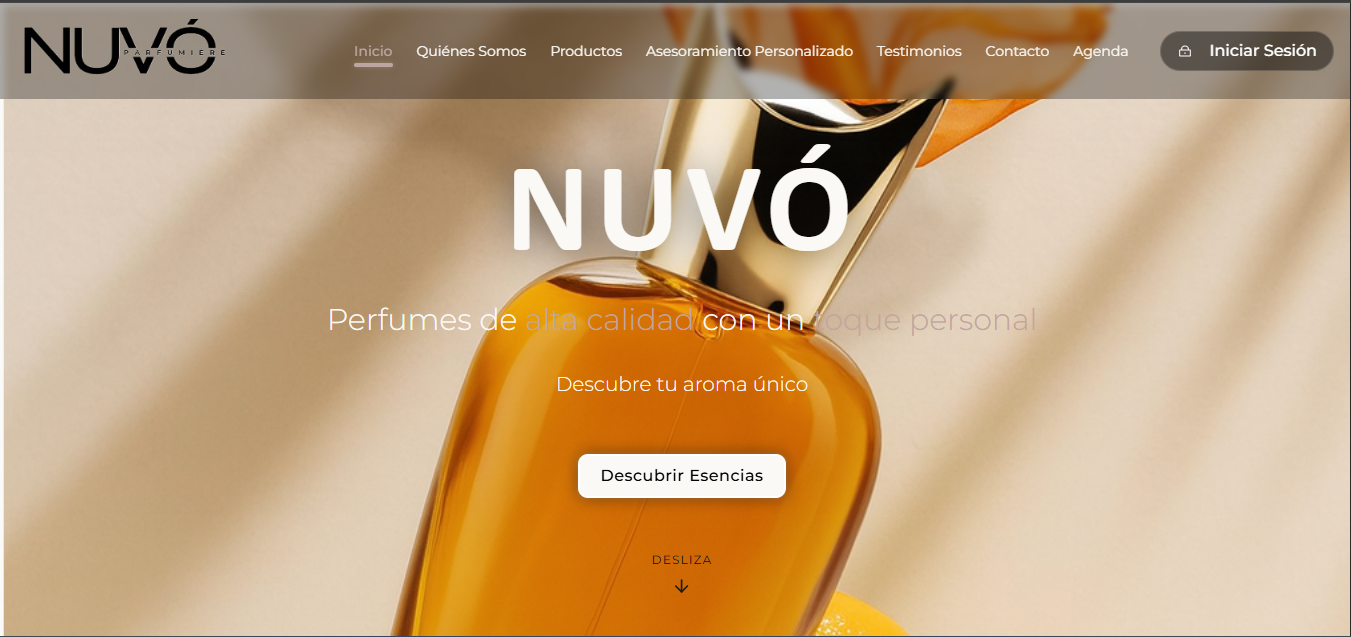 NUVÓ
PARFUMIERE
Inicio Quiénes Somos Productos Asesoramiento Personalizado Testimonios Contacto Agenda Iniciar Sesión
NUVÓ
Perfumes de alta calidad con un toque personal
Descubre tu aroma único
Descubrir Esencias
DESLIZA